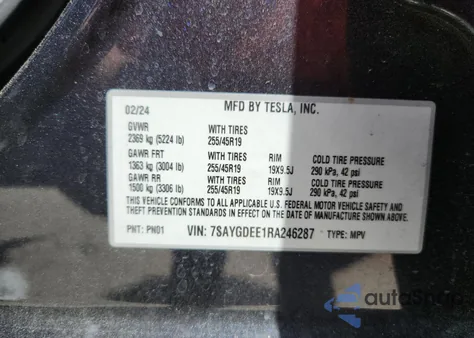 02/24 MFD BY TESLA, INC.
GVWR WITH TIRES
2369 kg (5224 lb) 255/45R19
GAWR FRT WITH TIRES RIM COLD TIRE PRESSURE
1363 kg (3004 lb) 255/45R19 19X9.5J 290 kPa, 42 psi
GAWR RR WITH TIRES RIM COLD TIRE PRESSURE
1500 kg (3306 lb) 255/45R19 19X9.5J 290 kPa, 42 psi
THIS VEHICLE CONFORMS TO ALL APPLICABLE U.S. FEDERAL MOTOR VEHICLE SAFETY AND
THEFT PREVENTION STANDARDS IN EFFECT ON THE DATE OF MANUFACTURE SHOWN ABOVE.
PNT: PN01 VIN: 7SAYGDEE1RA246287 TYPE: MPV
autoSnap